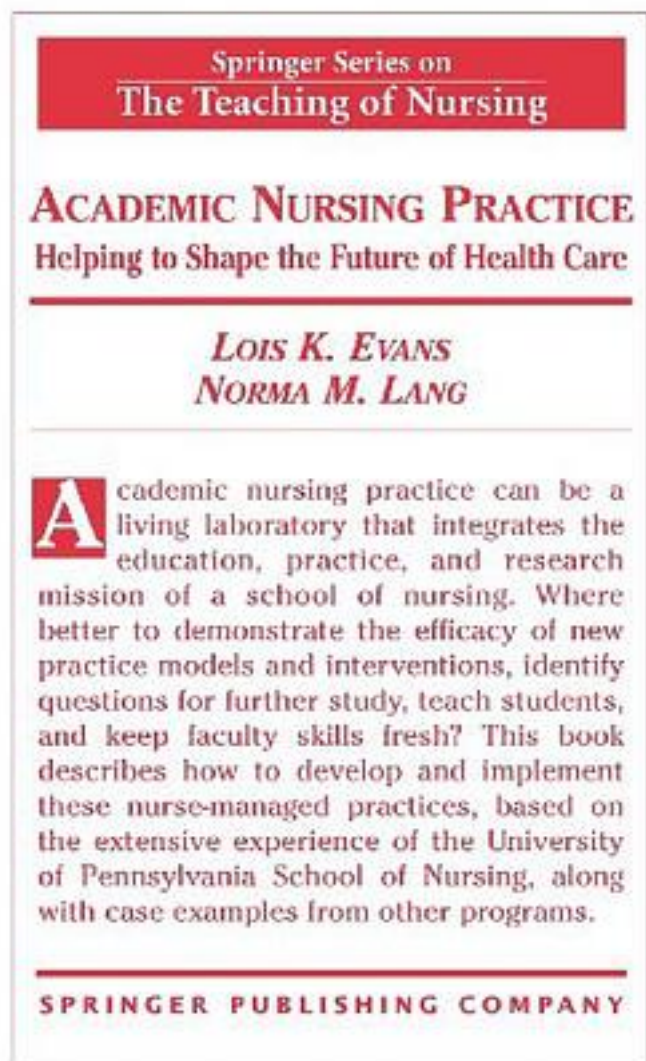 Springer Series on
The Teaching of Nursing
ACADEMIC NURSING PRACTICE
Helping to Shape the Future of Health Care
LOIS K. EVANS
NORMA M. LANG
Academic nursing practice can be a
living laboratory that integrates the
education, practice, and research
mission of a school of nursing. Where
better to demonstrate the efficacy of new
practice models and interventions, identify
questions for further study, teach students,
and keep faculty skills fresh? This book
describes how to develop and implement
these nurse-managed practices, based on
the extensive experience of the University
of Pennsylvania School of Nursing, along
with case examples from other programs.
SPRINGER PUBLISHING COMPANY